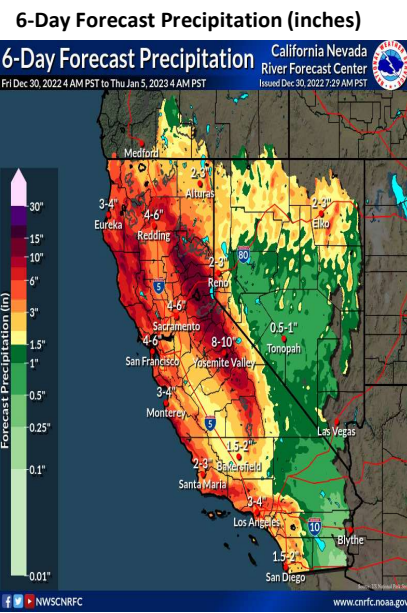 6-Day Forecast Precipitation (inches)
6-Day Forecast Precipitation
California Nevada
River Forecast Center
Fri Dec 30, 2022 4 AM PST to Thu Jan 5, 2023 4 AM PST
Issued Dec 30, 2022 7:29 AM PST
Medford
2-3"
Alturas
3-4"
Eureka
4-6"
Redding
2-3"
Elko
80
2-3"
Reno
5
4-6"
Sacramento
0.5-1"
Tonopah
4-6"
San Francisco
8-10"
Yosemite Valley
3-4"
Monterey
5
Las Vegas
1.5-2"
Bakersfield
2-3"
Santa Maria
3-4"
Los Angeles
10
Blythe
1.5-2"
San Diego
Forecast Precipitation (in)
30"
15"
10"
6"
3"
1.5"
1"
0.5"
0.25"
0.1"
0.01"
NWSCNRFC
www.cnrfc.noaa.gov